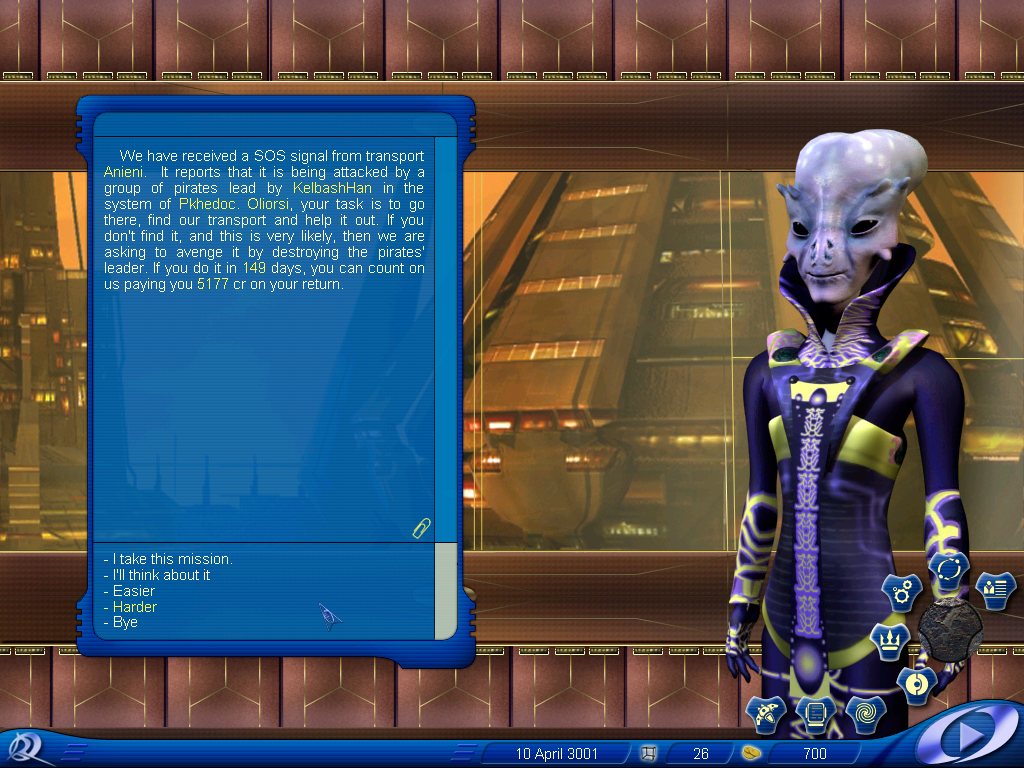 We have received a SOS signal from transport
Anieni. It reports that it is being attacked by a
group of pirates lead by KelbashHan in the
system of Pkhedoc. Oliorsi, your task is to go
there, find our transport and help it out. If you
don't find it, and this is very likely, then we are
asking to avenge it by destroying the pirates'
leader. If you do it in 149 days, you can count on
us paying you 5177 cr on your return.
- I take this mission.
- I'll think about it
- Easier
- Harder
- Bye
10 April 3001
26
700